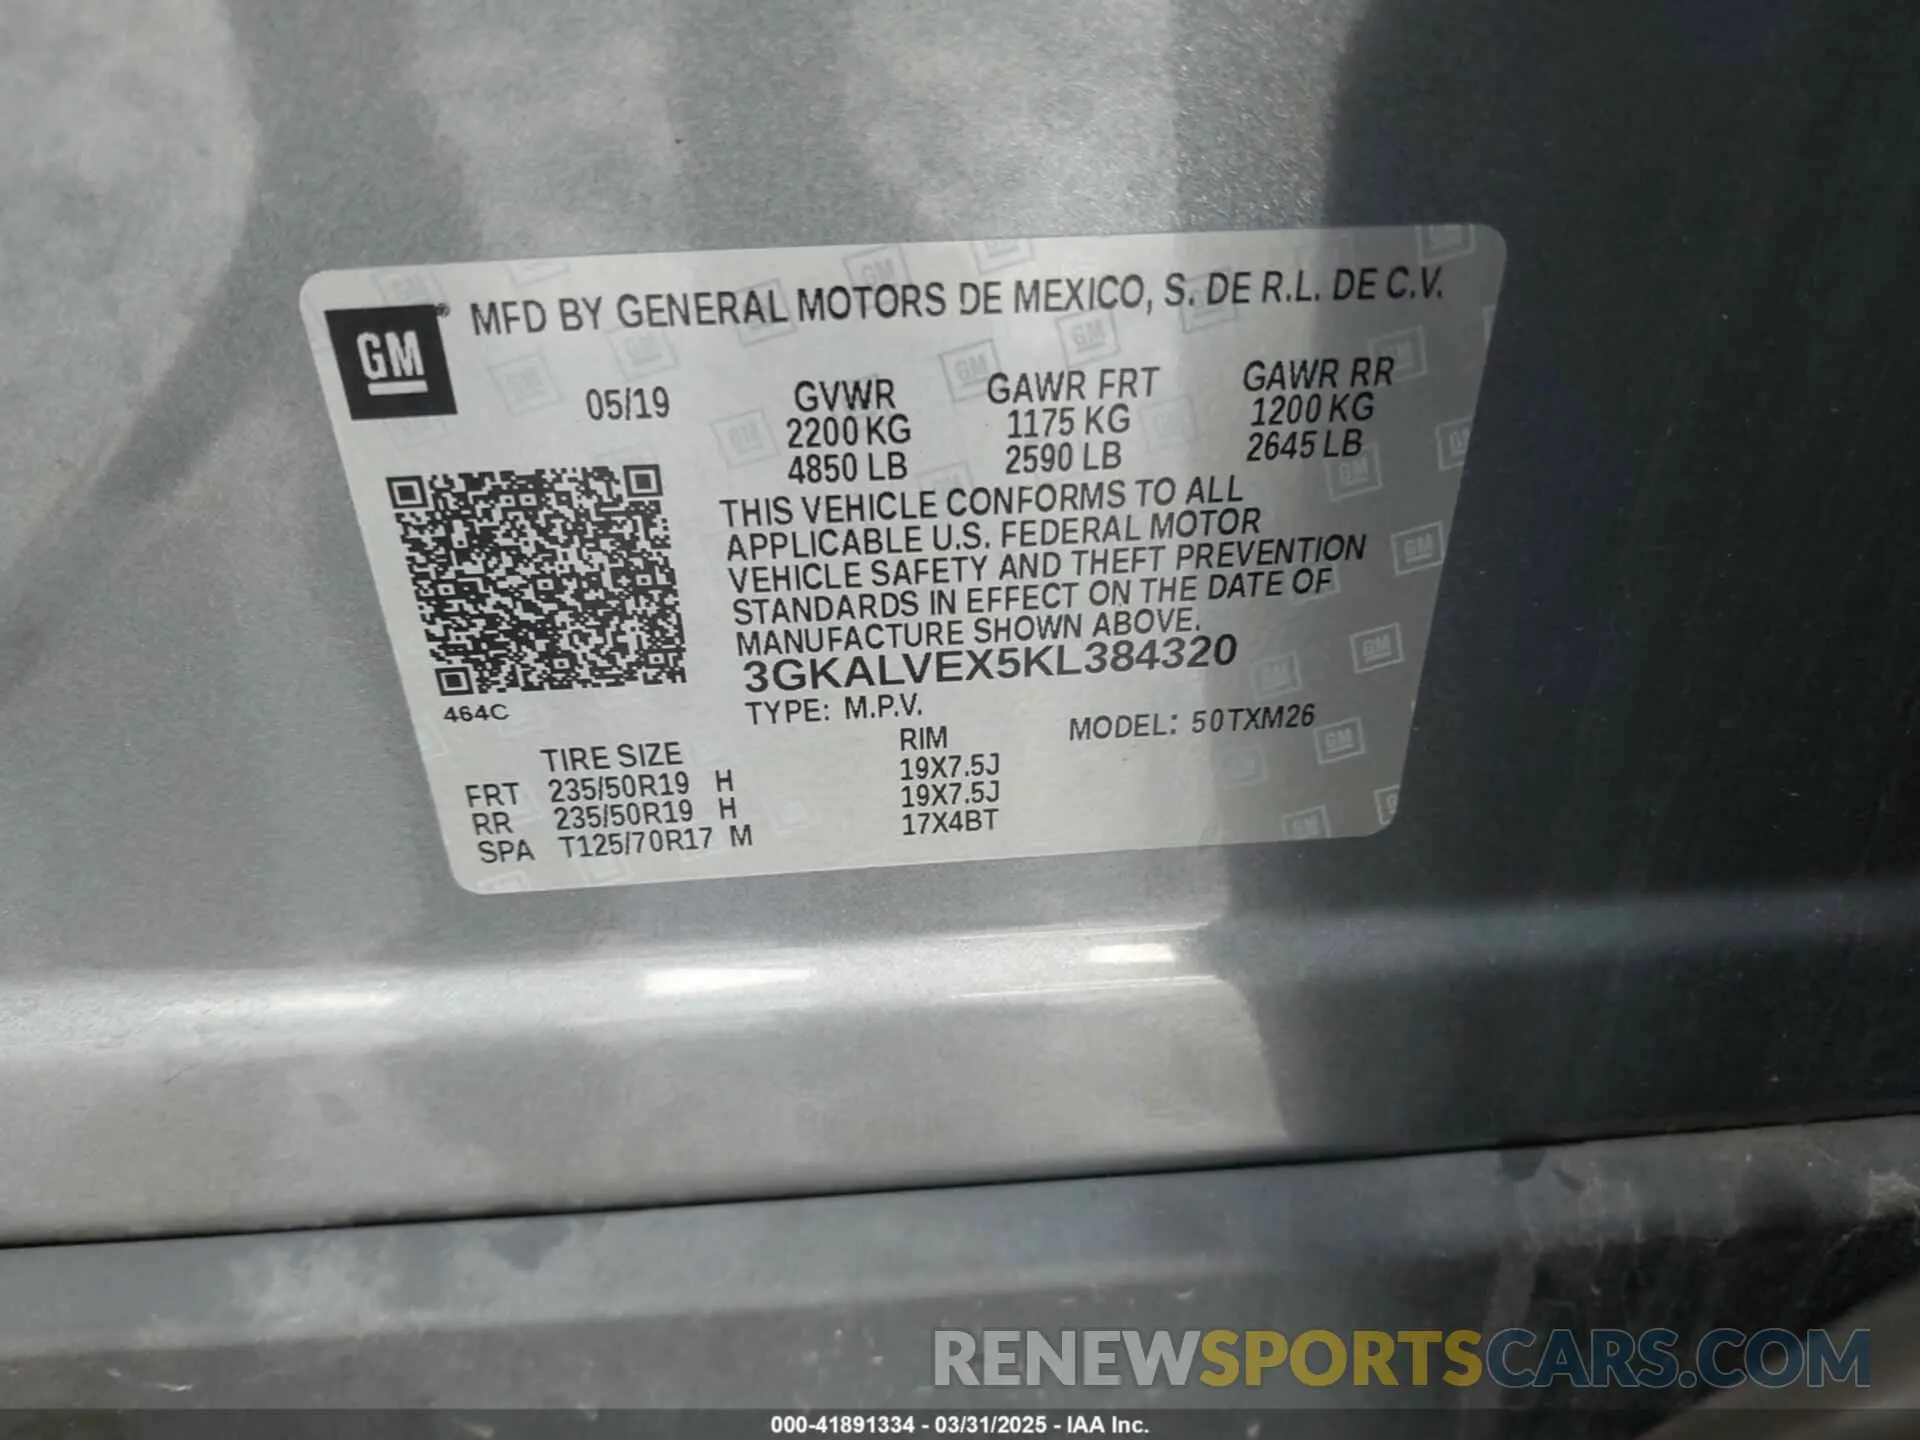 GM ® MFD BY GENERAL MOTORS DE MEXICO, S. DE R.L. DE C.V.
05/19 GVWR GAWR FRT GAWR RR
2200 KG 1175 KG 1200 KG
4850 LB 2590 LB 2645 LB
THIS VEHICLE CONFORMS TO ALL
APPLICABLE U.S. FEDERAL MOTOR
VEHICLE SAFETY AND THEFT PREVENTION
STANDARDS IN EFFECT ON THE DATE OF
MANUFACTURE SHOWN ABOVE.
3GKALVEX5KL384320
464C
TYPE: M.P.V. MODEL: 50TXM26
TIRE SIZE RIM
FRT 235/50R19 H 19X7.5J
RR 235/50R19 H 19X7.5J
SPA T125/70R17 M 17X4BT
RENEWSPORTSCARS.COM
000-41891334 - 03/31/2025 - IAA Inc.